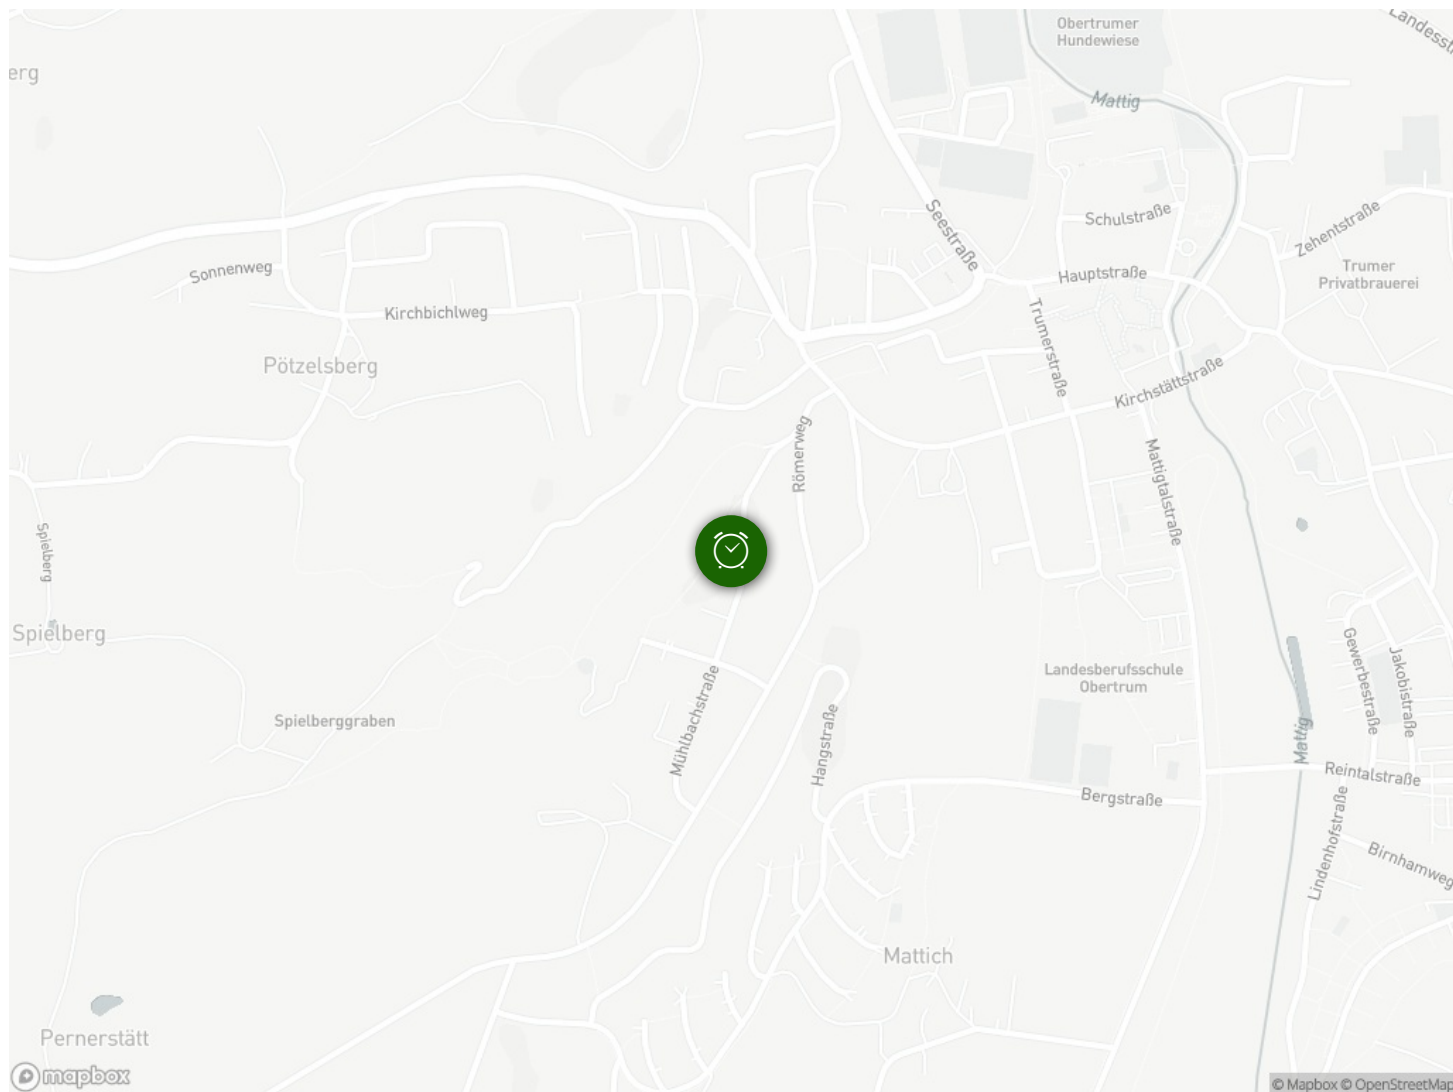 Obertrumer
Hundewiese
erg
Mattig
Seestraße
Schulstraße
Zehentstraße
Sonnenweg
Hauptstraße
Trumer
Privatbrauerei
Kirchbichlweg
Trumerstraße
Pötzelsberg
Kirchstättstraße
Römerweg
Mattigtalstraße
Spielberg
Spielberg
Landesberufsschule
Obertrum
Gewerbestraße
Jakobistraße
Spielberggraben
Mühlbachstraße
Hangstraße
Mattig
Reintalstraße
Bergstraße
Lindenhofstraße
Birnhamweg
Mattich
Pernerstätt
mapbox
© Mapbox © OpenStreetMap